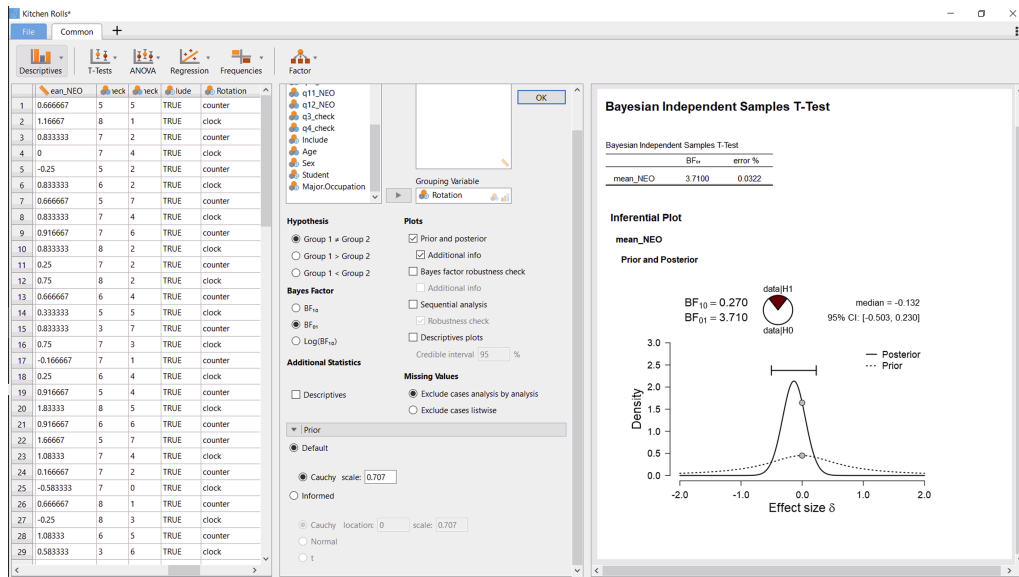 Kitchen Rolls*
File Common +
Descriptives T-Tests ANOVA Regression Frequencies Factor
ean_NEO heck heck lude Rotation
1 0.666667 5 5 TRUE counter
2 1.16667 8 1 TRUE clock
3 0.833333 7 2 TRUE counter
4 0 7 4 TRUE clock
5 -0.25 5 2 TRUE counter
6 0.833333 6 2 TRUE clock
7 0.666667 5 7 TRUE counter
8 0.833333 7 4 TRUE clock
9 0.916667 7 6 TRUE counter
10 0.833333 8 2 TRUE clock
11 0.25 7 2 TRUE counter
12 0.75 8 2 TRUE clock
13 0.666667 6 4 TRUE counter
14 0.333333 5 5 TRUE clock
15 0.833333 3 7 TRUE counter
16 0.75 7 3 TRUE clock
17 -0.166667 7 1 TRUE counter
18 0.25 6 4 TRUE clock
19 0.916667 5 4 TRUE counter
20 1.83333 8 5 TRUE clock
21 0.916667 6 6 TRUE counter
22 1.66667 5 7 TRUE counter
23 1.08333 7 4 TRUE clock
24 0.166667 7 2 TRUE counter
25 -0.583333 7 0 TRUE clock
26 0.666667 8 1 TRUE counter
27 -0.25 8 3 TRUE clock
28 1.08333 6 5 TRUE counter
29 0.583333 3 6 TRUE clock
q11_NEO
q12_NEO
q3_check
q4_check
Include
Age
Sex
Student
Major.Occupation
OK
Grouping Variable
Rotation
Hypothesis
Group 1 ≠ Group 2
Group 1 > Group 2
Group 1 < Group 2
Bayes Factor
BF₁₀
BF₀₁
Log(BF₁₀)
Additional Statistics
Descriptives
Plots
Prior and posterior
Additional info
Bayes factor robustness check
Additional info
Sequential analysis
Robustness check
Descriptives plots
Credible interval 95 %
Missing Values
Exclude cases analysis by analysis
Exclude cases listwise
Prior
Default
Cauchy scale: 0.707
Informed
Cauchy location: 0 scale: 0.707
Normal
t
Bayesian Independent Samples T-Test
Bayesian Independent Samples T-Test
BF₀₁ error %
mean_NEO 3.7100 0.0322
Inferential Plot
mean_NEO
Prior and Posterior
data|H1
BF₁₀ = 0.270
BF₀₁ = 3.710
data|H0
median = -0.132
95% CI: [-0.503, 0.230]
Posterior
Prior
Density
3.0
2.5
2.0
1.5
1.0
0.5
0.0
-2.0 -1.0 0.0 1.0 2.0
Effect size δ